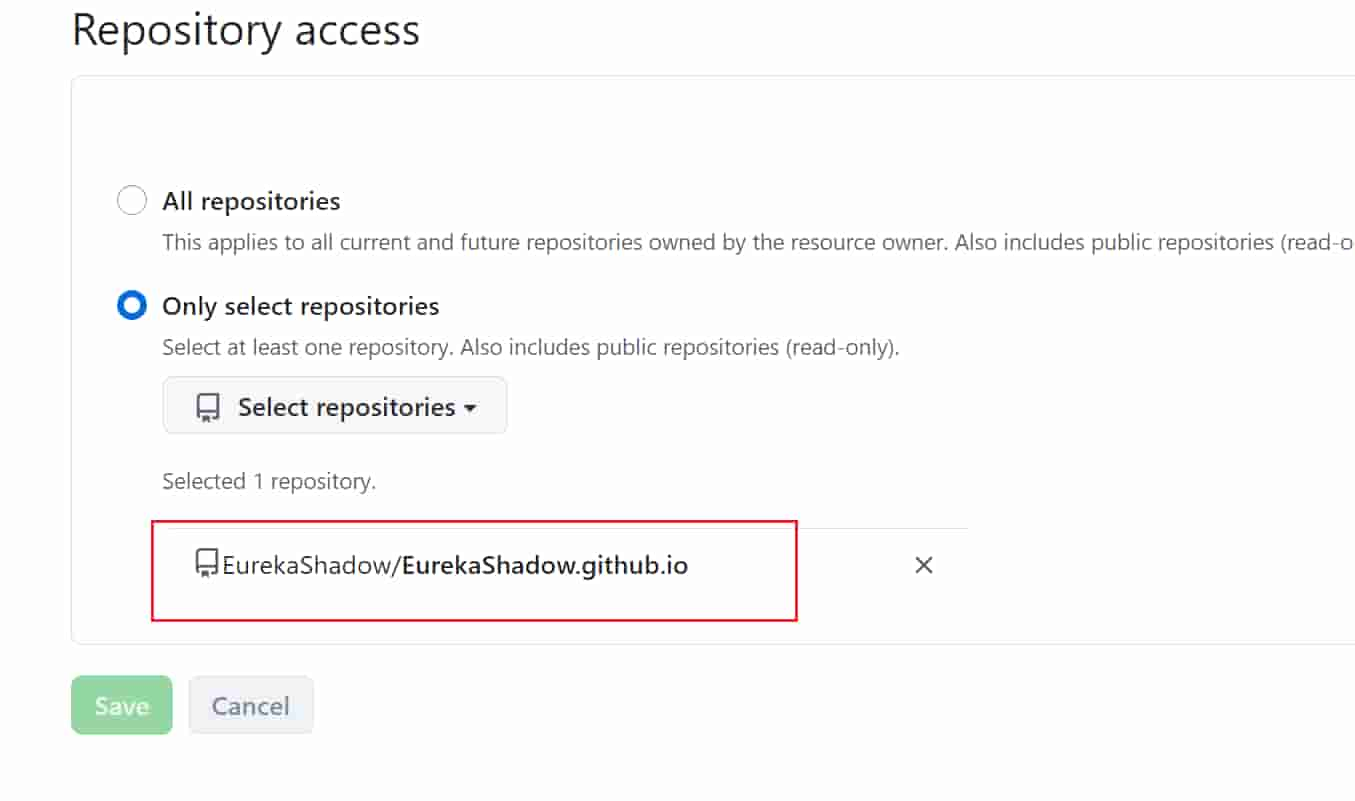 Repository access
All repositories
This applies to all current and future repositories owned by the resource owner. Also includes public repositories (read-o
Only select repositories
Select at least one repository. Also includes public repositories (read-only).
Select repositories
Selected 1 repository.
EurekaShadow/EurekaShadow.github.io
Save
Cancel